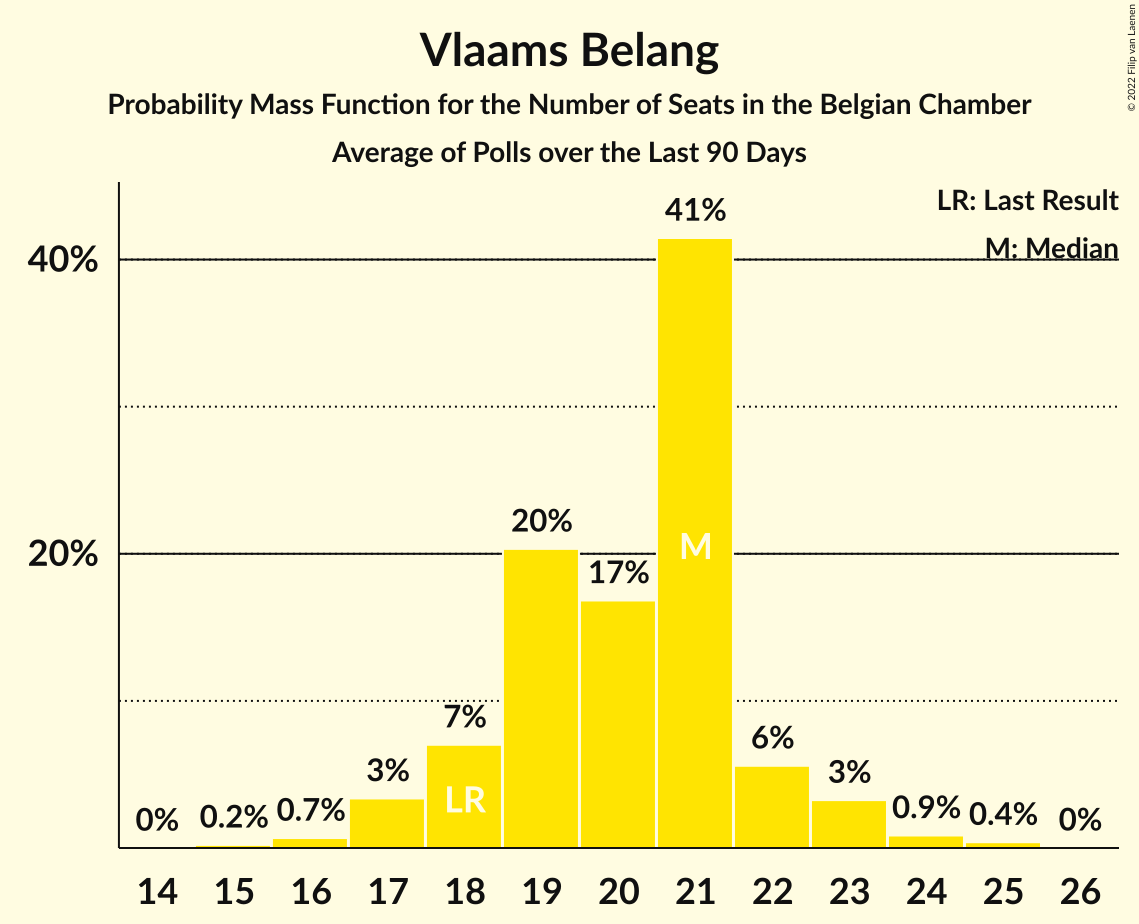 Vlaams Belang
Probability Mass Function for the Number of Seats in the Belgian Chamber
Average of Polls over the Last 90 Days
© 2022 Filip van Laenen
LR: Last Result
M: Median
40%
20%
0%
0.2%
0.7%
3%
7%
20%
17%
41%
6%
3%
0.9%
0.4%
0%
LR
M
14 15 16 17 18 19 20 21 22 23 24 25 26